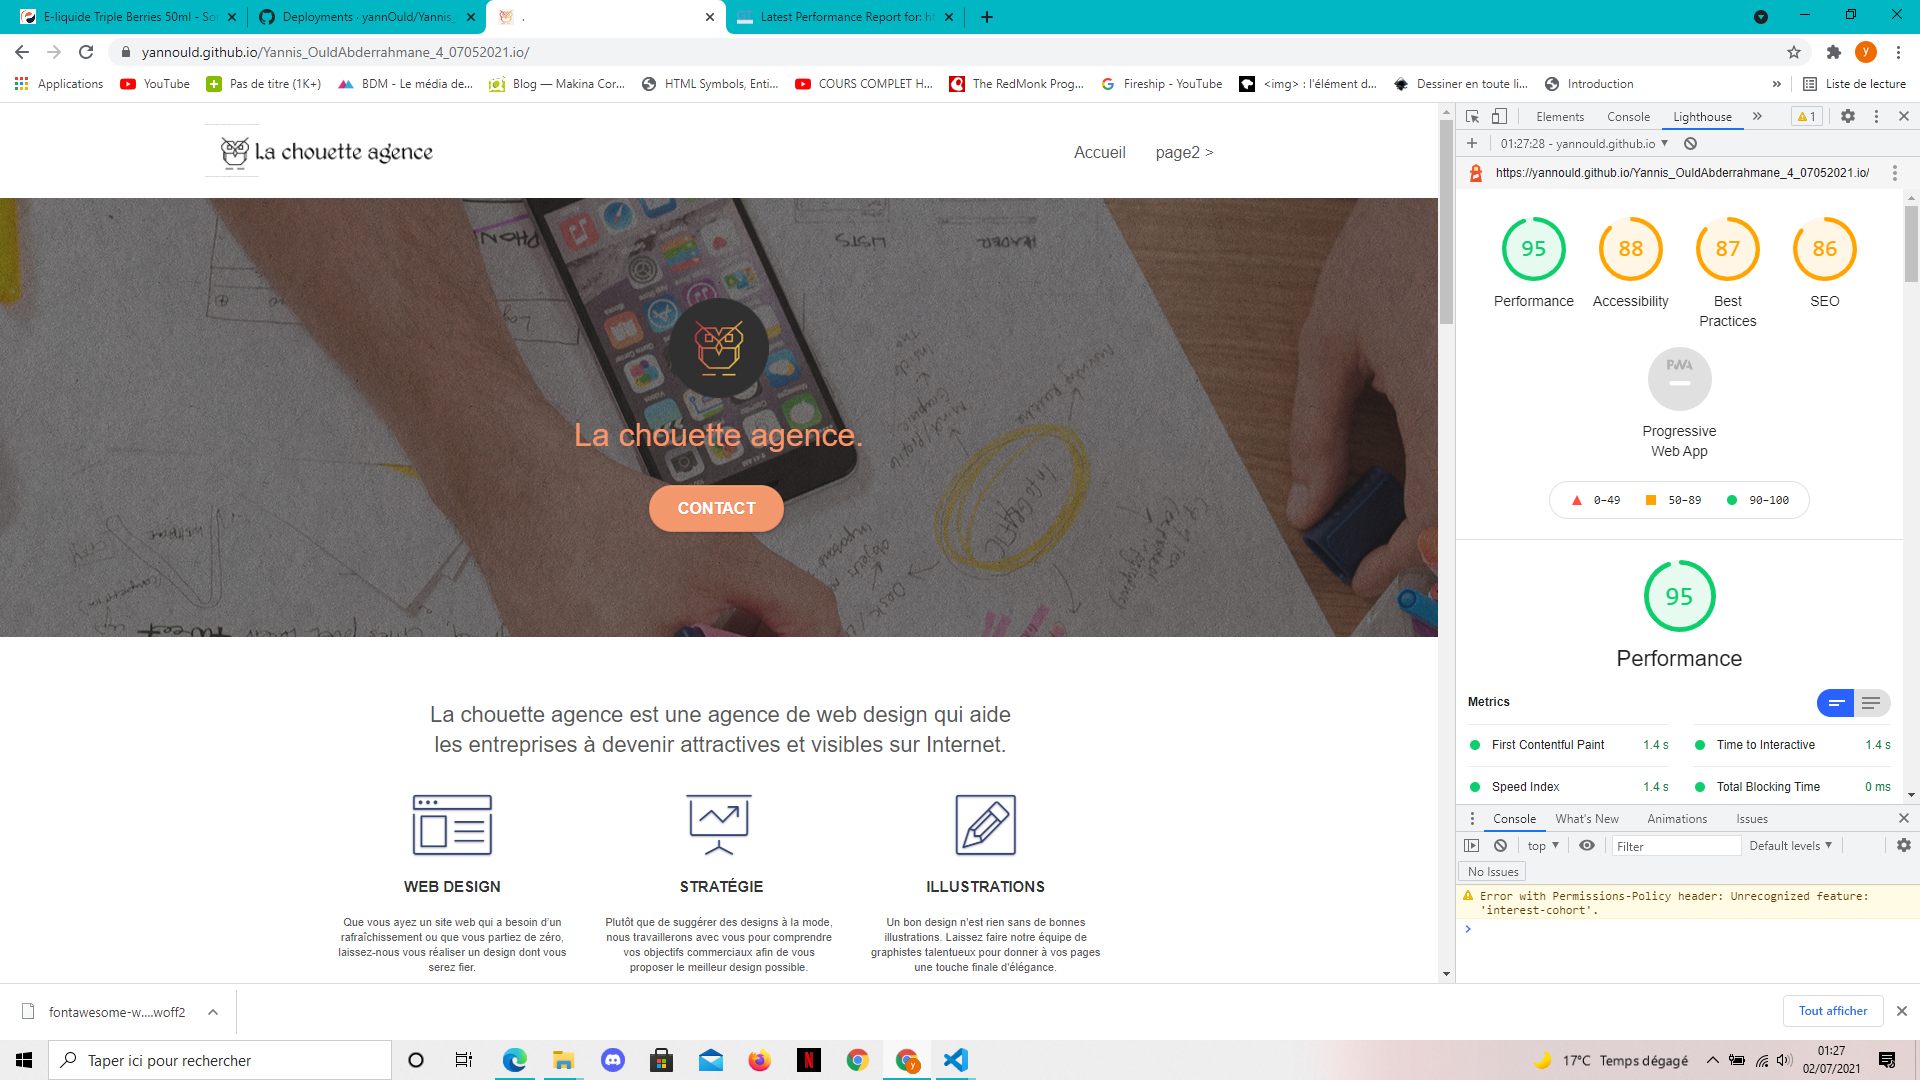 E-liquide Triple Berries 50ml - So
Deployments · yannOuld/Yannis_
.
Latest Performance Report for: h
yannould.github.io/Yannis_OuldAbderrahmane_4_07052021.io/
y
Applications
YouTube
Pas de titre (1K+)
BDM - Le média de...
Blog — Makina Cor...
HTML Symbols, Enti...
COURS COMPLET H...
The RedMonk Prog...
Fireship - YouTube
<img> : l'élément d...
Dessiner en toute li...
Introduction
»
Liste de lecture
La chouette agence
Accueil
page2 >
La chouette agence.
CONTACT
La chouette agence est une agence de web design qui aide
les entreprises à devenir attractives et visibles sur Internet.
WEB DESIGN
Que vous ayez un site web qui a besoin d'un
rafraîchissement ou que vous partiez de zéro,
laissez-nous vous réaliser un design dont vous
serez fier.
STRATÉGIE
Plutôt que de suggérer des designs à la mode,
nous travaillerons avec vous pour comprendre
vos objectifs commerciaux afin de vous
proposer le meilleur design possible.
ILLUSTRATIONS
Un bon design n'est rien sans de bonnes
illustrations. Laissez faire notre équipe de
graphistes talentueux pour donner à vos pages
une touche finale d'élégance.
Elements
Console
Lighthouse
»
1
01:27:28 - yannould.github.io
https://yannould.github.io/Yannis_OuldAbderrahmane_4_07052021.io/
95
Performance
88
Accessibility
87
Best
Practices
86
SEO
PWA
Progressive
Web App
0–49
50–89
90–100
95
Performance
Metrics
First Contentful Paint 1.4 s
Time to Interactive 1.4 s
Speed Index 1.4 s
Total Blocking Time 0 ms
Console
What's New
Animations
Issues
top
Filter
Default levels
No Issues
Error with Permissions-Policy header: Unrecognized feature:
'interest-cohort'.
fontawesome-w....woff2
Tout afficher
Taper ici pour rechercher
17°C Temps dégagé
01:27
02/07/2021